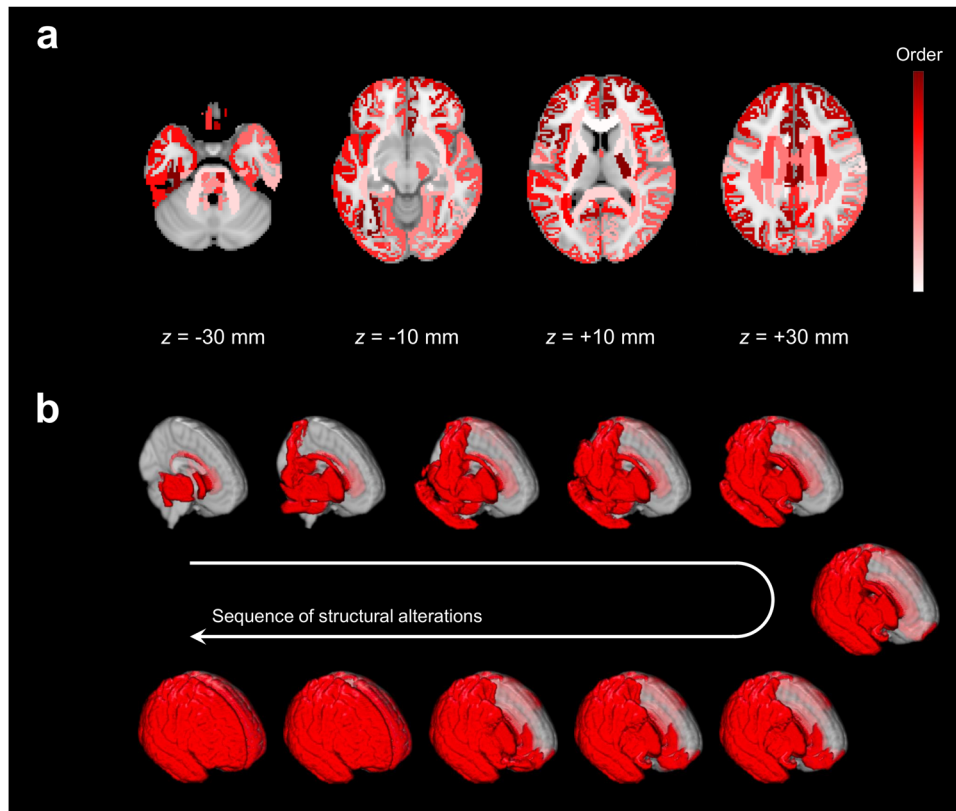 a
Order
z = -30 mm
z = -10 mm
z = +10 mm
z = +30 mm
b
Sequence of structural alterations